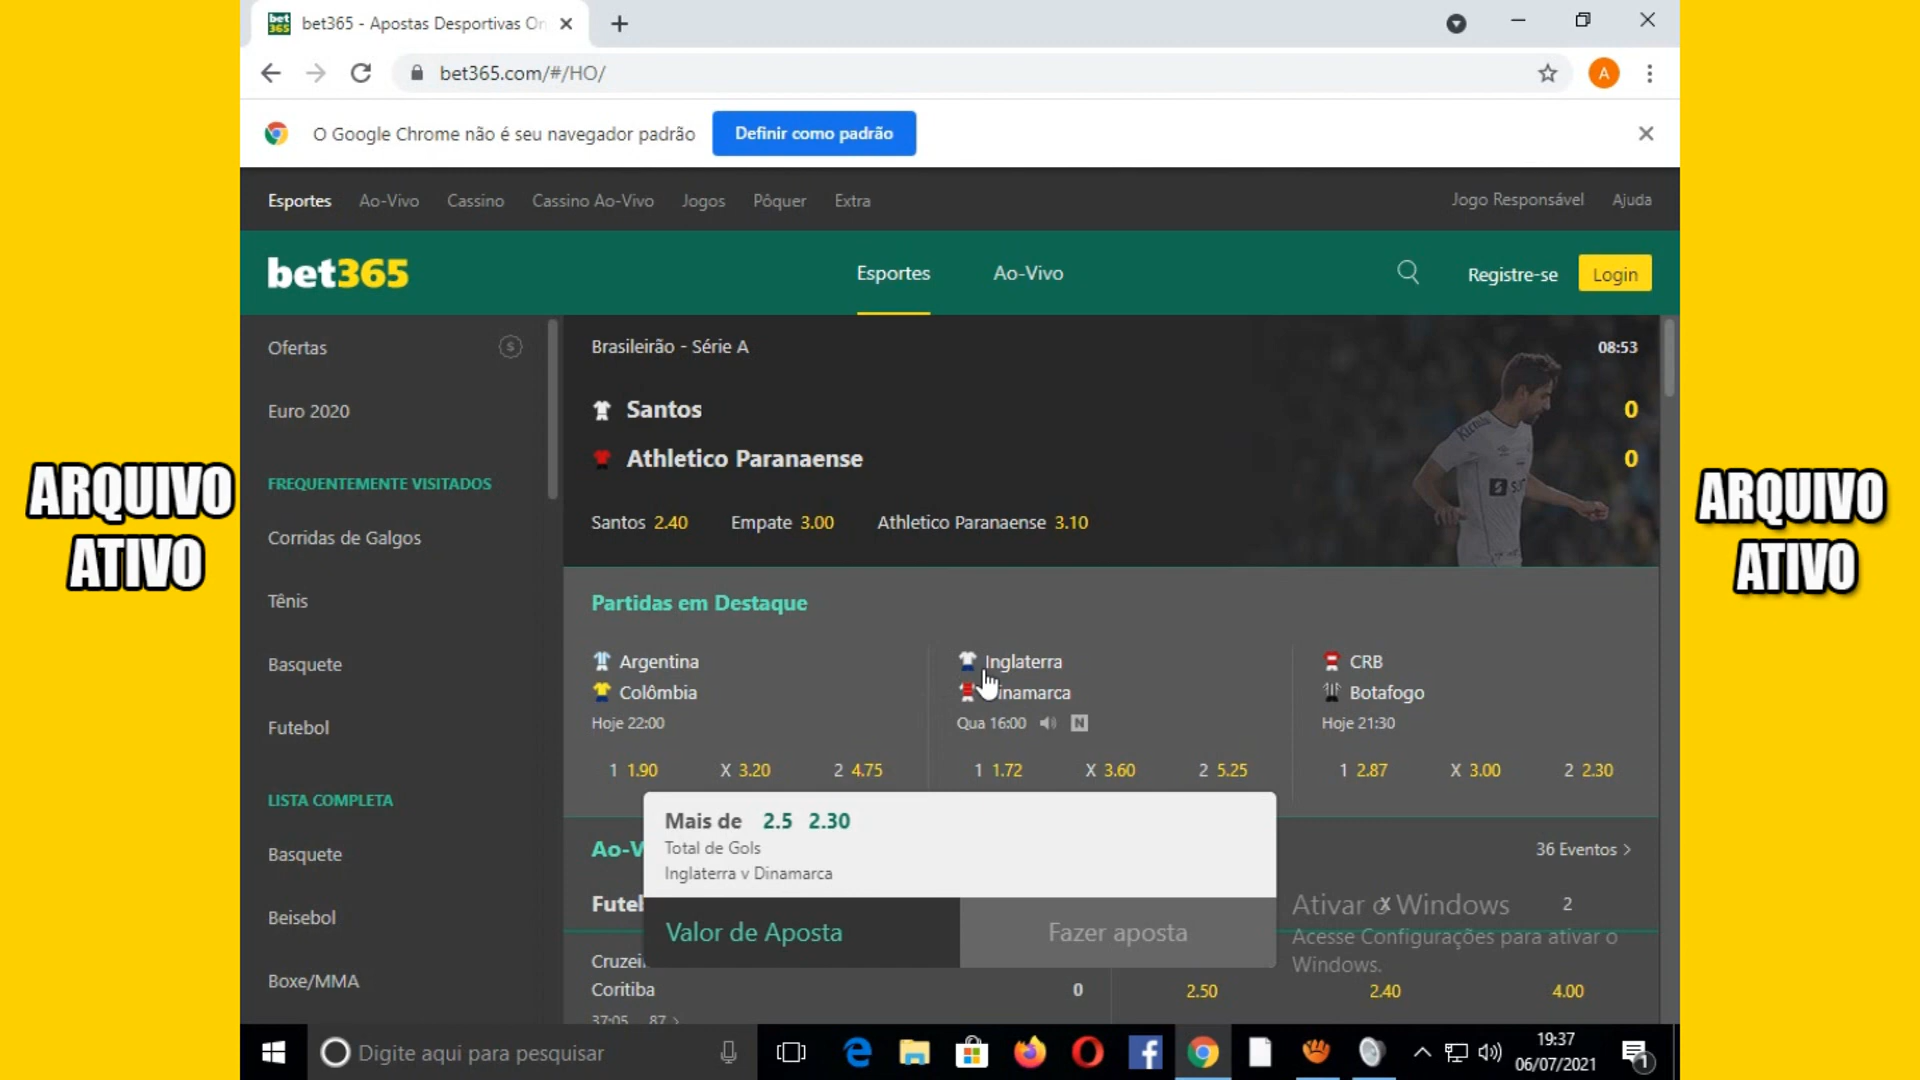 bet365 - Apostas Desportivas On
bet365.com/#/HO/
A
O Google Chrome não é seu navegador padrão
Definir como padrão
Esportes Ao-Vivo Cassino Cassino Ao-Vivo Jogos Pôquer Extra
Jogo Responsável Ajuda
bet365
Esportes Ao-Vivo
Registre-se Login
Ofertas
Euro 2020
FREQUENTEMENTE VISITADOS
Corridas de Galgos
Tênis
Basquete
Futebol
LISTA COMPLETA
Basquete
Beisebol
Boxe/MMA
Brasileirão - Série A 08:53
Santos 0
Athletico Paranaense 0
Santos 2.40 Empate 3.00 Athletico Paranaense 3.10
Partidas em Destaque
Argentina
Colômbia
Hoje 22:00
1 1.90 X 3.20 2 4.75
Inglaterra
inamarca
Qua 16:00 N
1 1.72 X 3.60 2 5.25
CRB
Botafogo
Hoje 21:30
1 2.87 X 3.00 2 2.30
Mais de 2.5 2.30
Total de Gols
Inglaterra v Dinamarca
Valor de Aposta Fazer aposta
Ao-V
36 Eventos
Futel
X 2
Cruzei
Coritiba 0
37:05 87
2.50 2.40 4.00
Ativar o Windows
Acesse Configurações para ativar o
Windows.
Digite aqui para pesquisar
19:37
06/07/2021
1
ARQUIVO
ATIVO
ARQUIVO
ATIVO